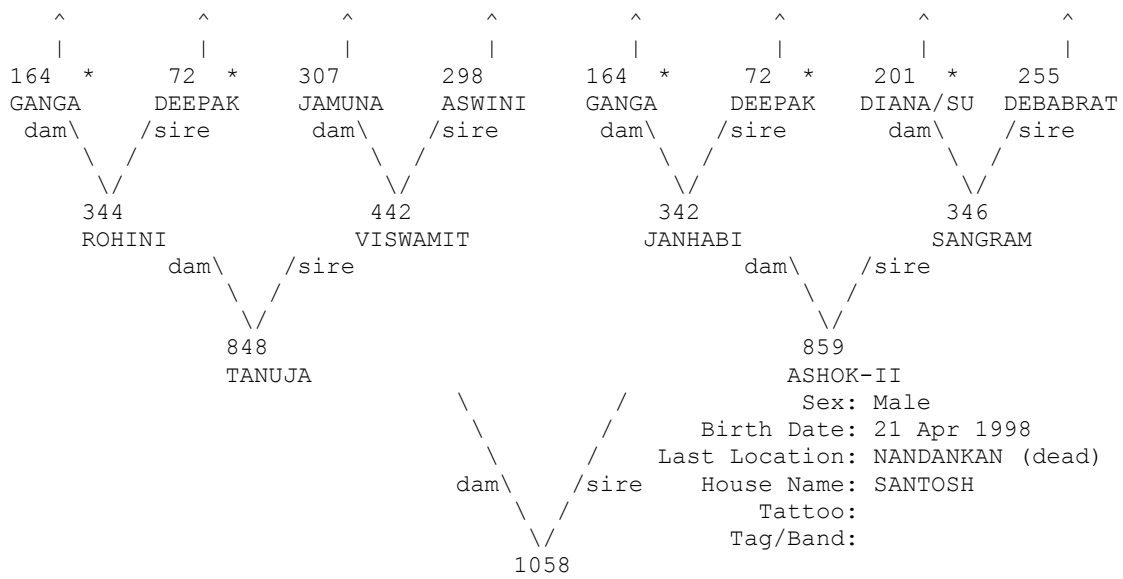 ^ ^ ^ ^ ^ ^ ^ ^
| | | | | | | |
164 * 72 * 307 298 164 * 72 * 201 * 255
GANGA DEEPAK JAMUNA ASWINI GANGA DEEPAK DIANA/SU DEBABRAT
dam\ /sire dam\ /sire dam\ /sire dam\ /sire
\ / \ / \ / \ /
\/ \/ \/ \/
344 442 342 346
ROHINI VISWAMIT JANHABI SANGRAM
dam\ /sire dam\ /sire
\ / \ /
\/ \/
848 859
TANUJA ASHOK-II
\ / Sex: Male
\ / Birth Date: 21 Apr 1998
\ / Last Location: NANDANKAN (dead)
dam\ /sire House Name: SANTOSH
\ / Tattoo:
\/ Tag/Band:
1058